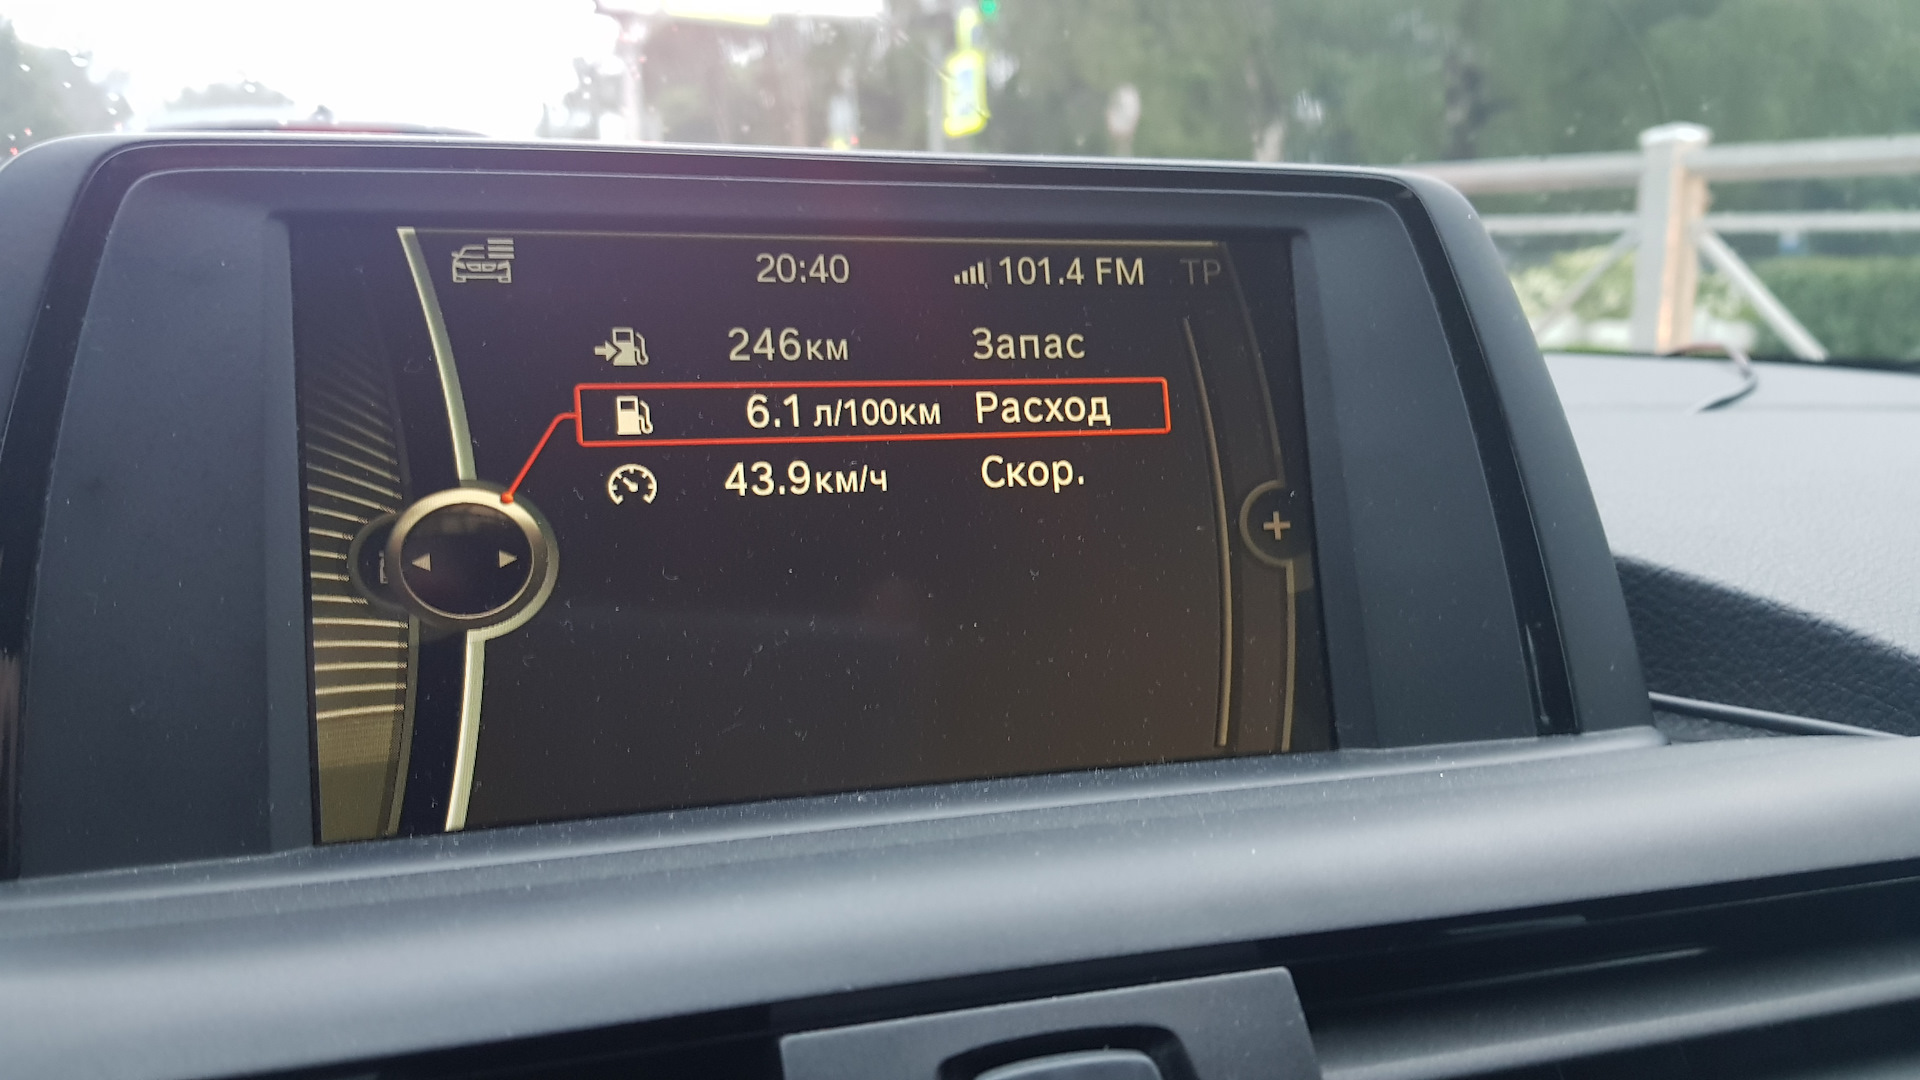 20:40 101.4 FM TP
246км Запас
6.1 л/100км Расход
43.9км/ч Скор.
+